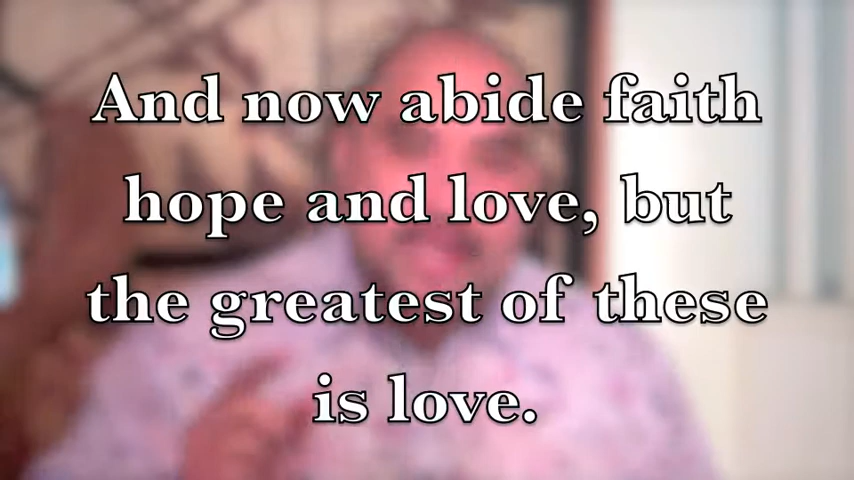 And now abide faith
hope and love, but
the greatest of these
is love.